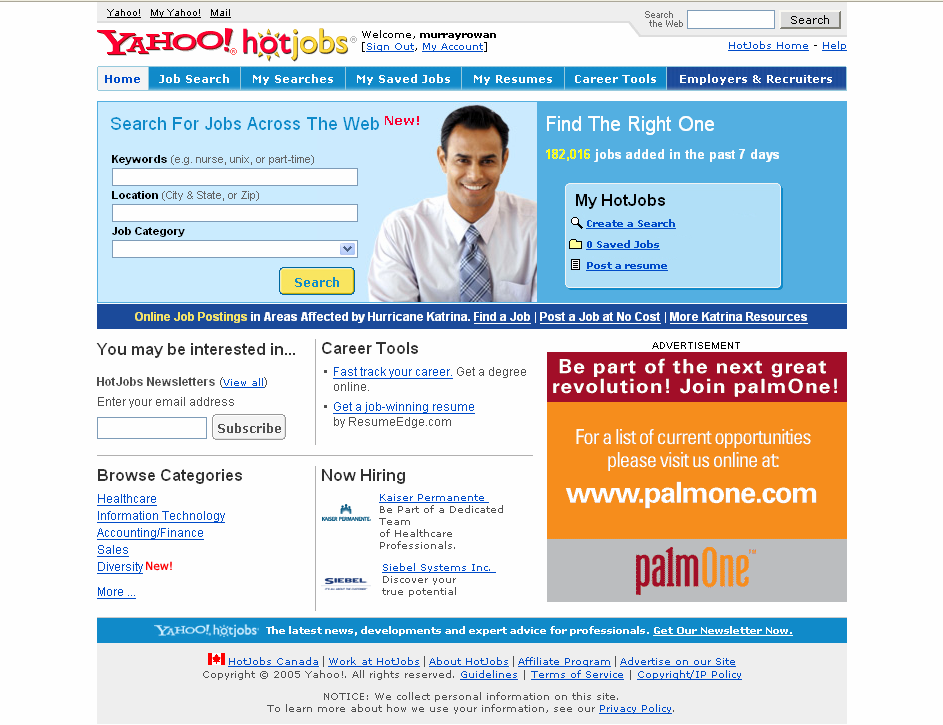 Yahoo! My Yahoo! Mail
Search the Web Search
YAHOO! hotjobs
Welcome, murrayrowan
[Sign Out, My Account]
HotJobs Home - Help
Home Job Search My Searches My Saved Jobs My Resumes Career Tools Employers & Recruiters
Search For Jobs Across The Web New!
Keywords (e.g. nurse, unix, or part-time)
Location (City & State, or Zip)
Job Category
Search
Find The Right One
182,016 jobs added in the past 7 days
My HotJobs
Create a Search
0 Saved Jobs
Post a resume
Online Job Postings in Areas Affected by Hurricane Katrina. Find a Job | Post a Job at No Cost | More Katrina Resources
You may be interested in...
HotJobs Newsletters (View all)
Enter your email address
Subscribe
Career Tools
• Fast track your career. Get a degree
online.
• Get a job-winning resume
by ResumeEdge.com
Browse Categories
Healthcare
Information Technology
Accounting/Finance
Sales
Diversity New!
More ...
Now Hiring
KAISER PERMANENTE.
Kaiser Permanente
Be Part of a Dedicated
Team
of Healthcare
Professionals.
SIEBEL
Siebel Systems Inc.
Discover your
true potential
ADVERTISEMENT
Be part of the next great
revolution! Join palmOne!
For a list of current opportunities
please visit us online at:
www.palmone.com
palmOne™
YAHOO! hotjobs The latest news, developments and expert advice for professionals. Get Our Newsletter Now.
HotJobs Canada | Work at HotJobs | About HotJobs | Affiliate Program | Advertise on our Site
Copyright © 2005 Yahoo!. All rights reserved. Guidelines | Terms of Service | Copyright/IP Policy
NOTICE: We collect personal information on this site.
To learn more about how we use your information, see our Privacy Policy.